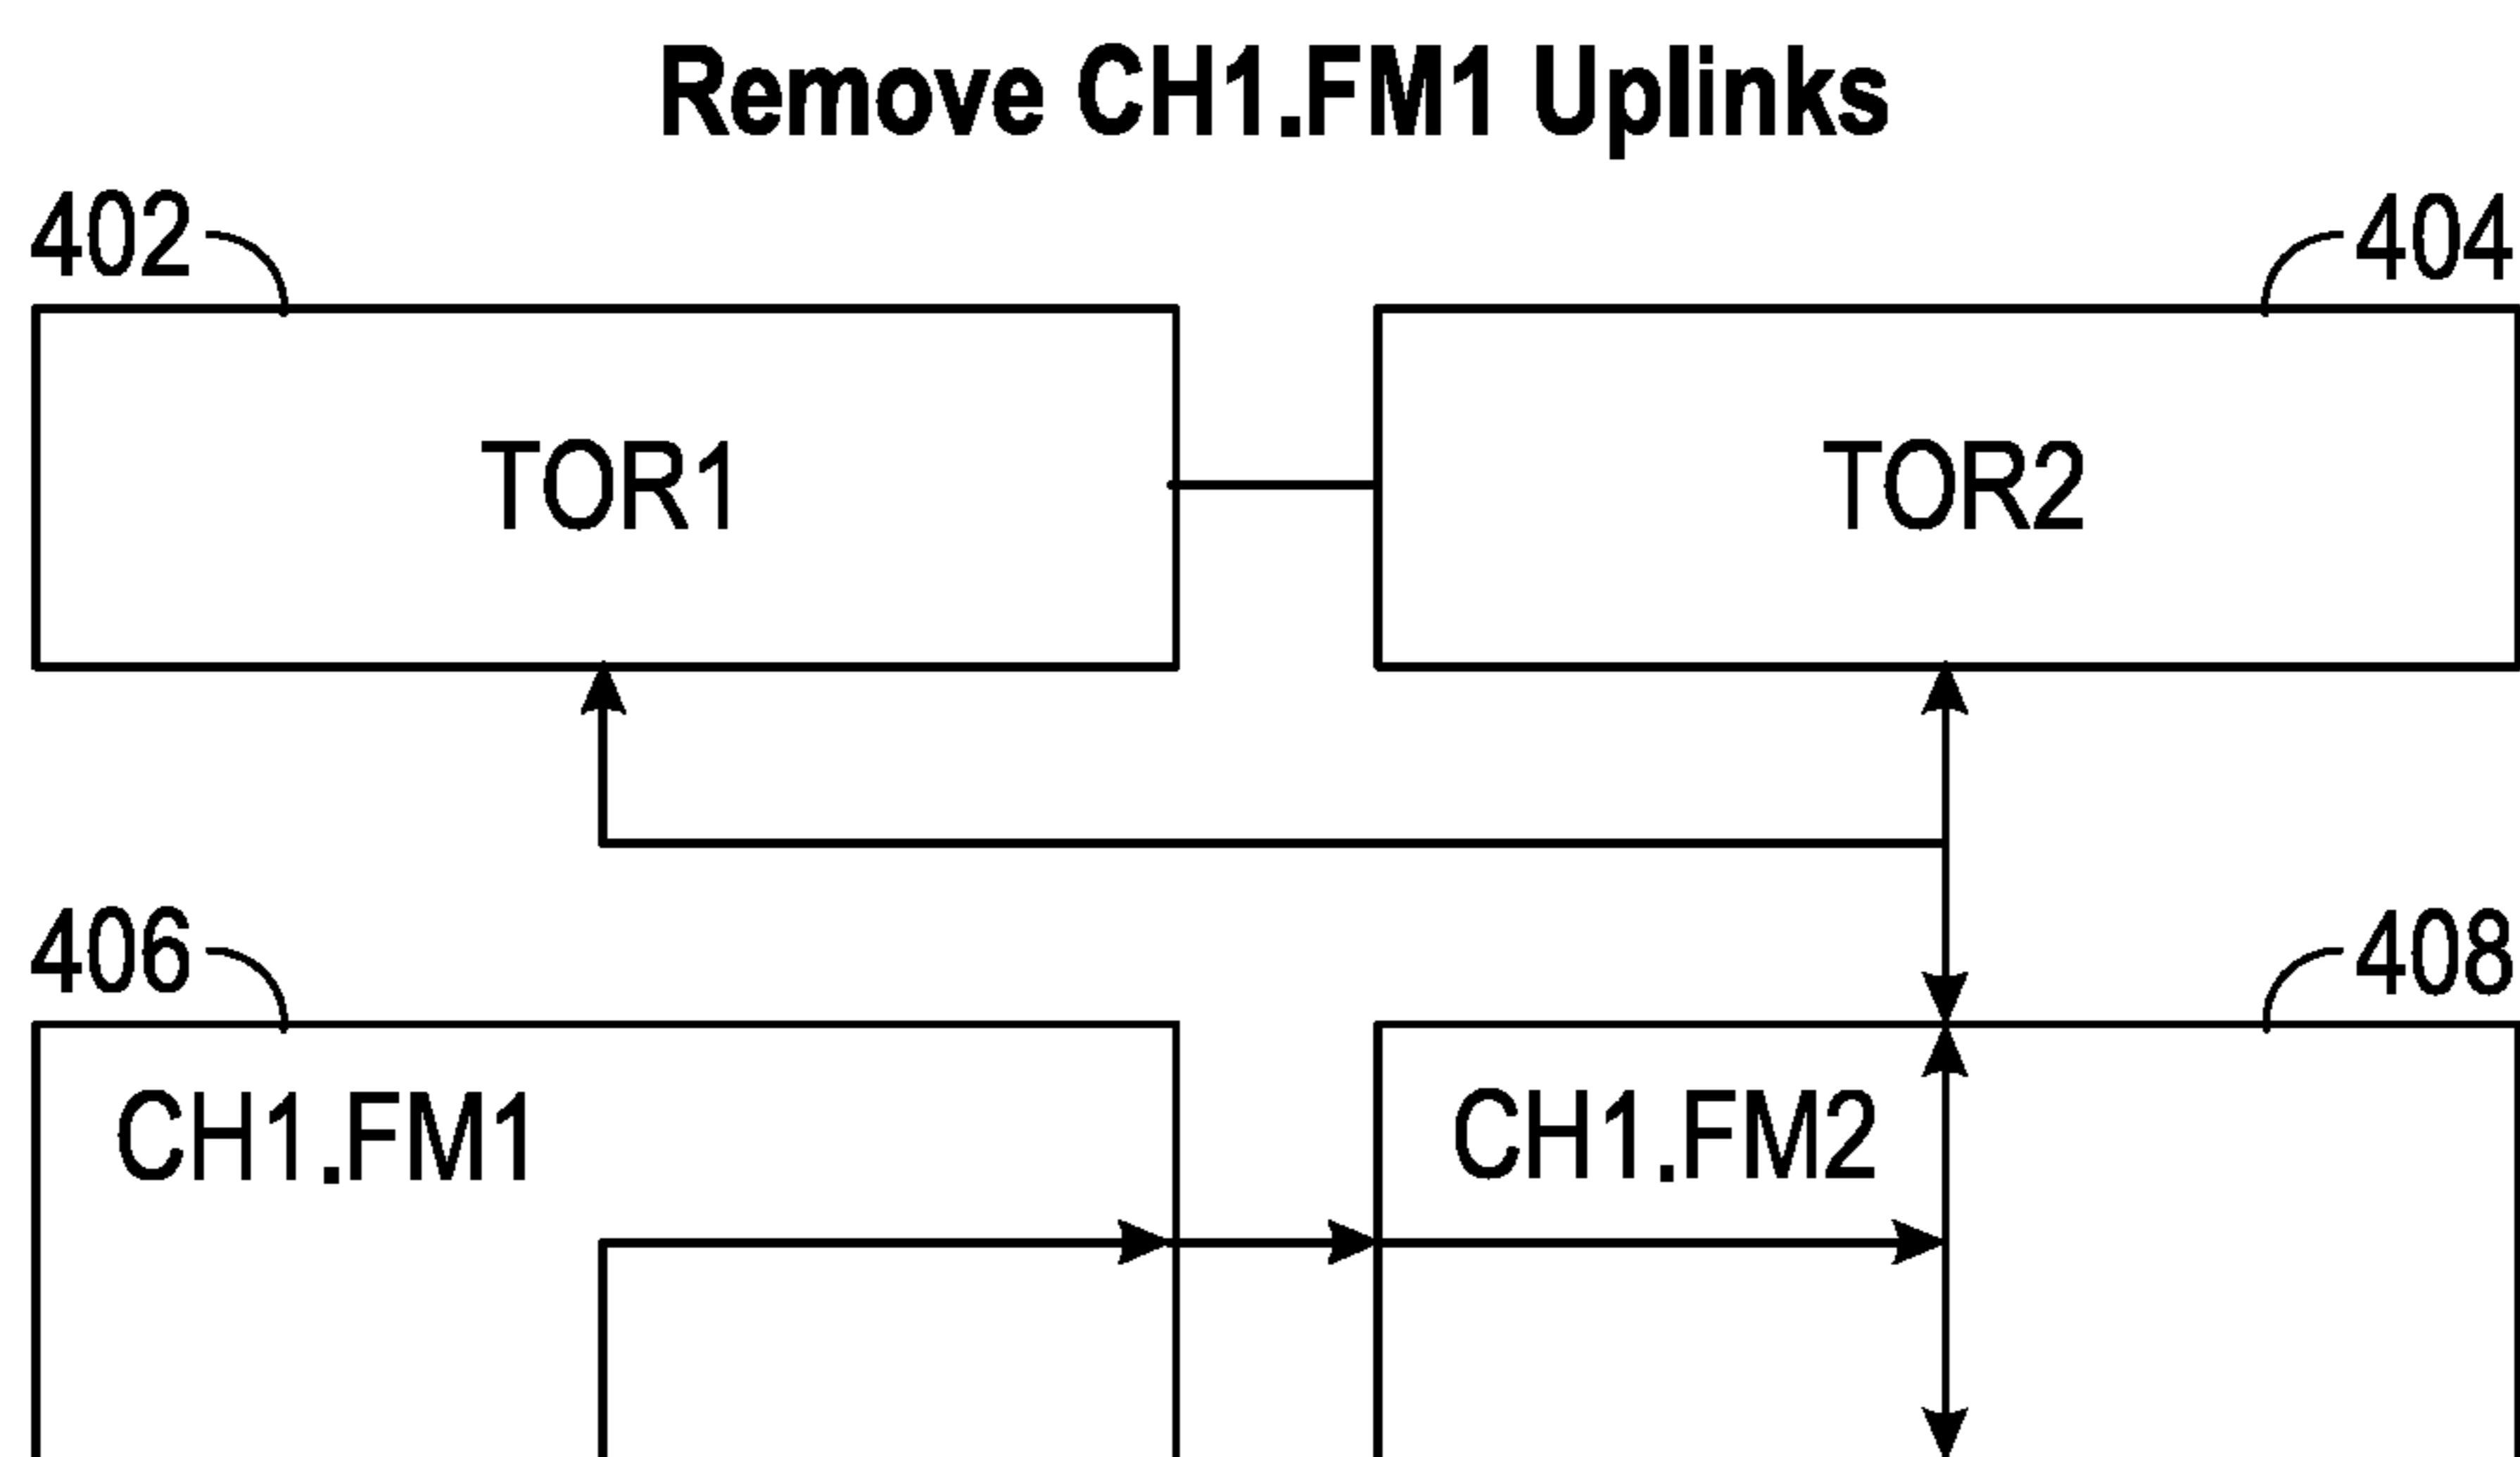 Remove CH1.FM1 Uplinks
402
404
TOR1
TOR2
406
408
CH1.FM1
CH1.FM2